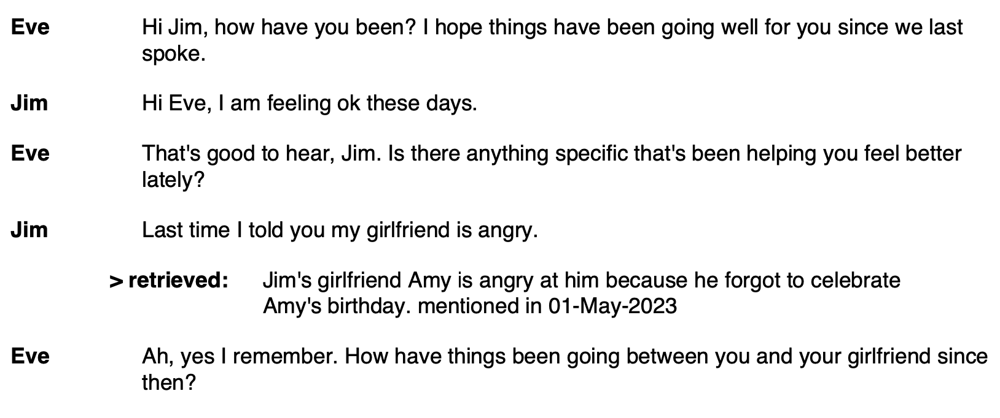 Eve Hi Jim, how have you been? I hope things have been going well for you since we last
spoke.
Jim Hi Eve, I am feeling ok these days.
Eve That's good to hear, Jim. Is there anything specific that's been helping you feel better
lately?
Jim Last time I told you my girlfriend is angry.
> retrieved: Jim's girlfriend Amy is angry at him because he forgot to celebrate
Amy's birthday. mentioned in 01-May-2023
Eve Ah, yes I remember. How have things been going between you and your girlfriend since
then?